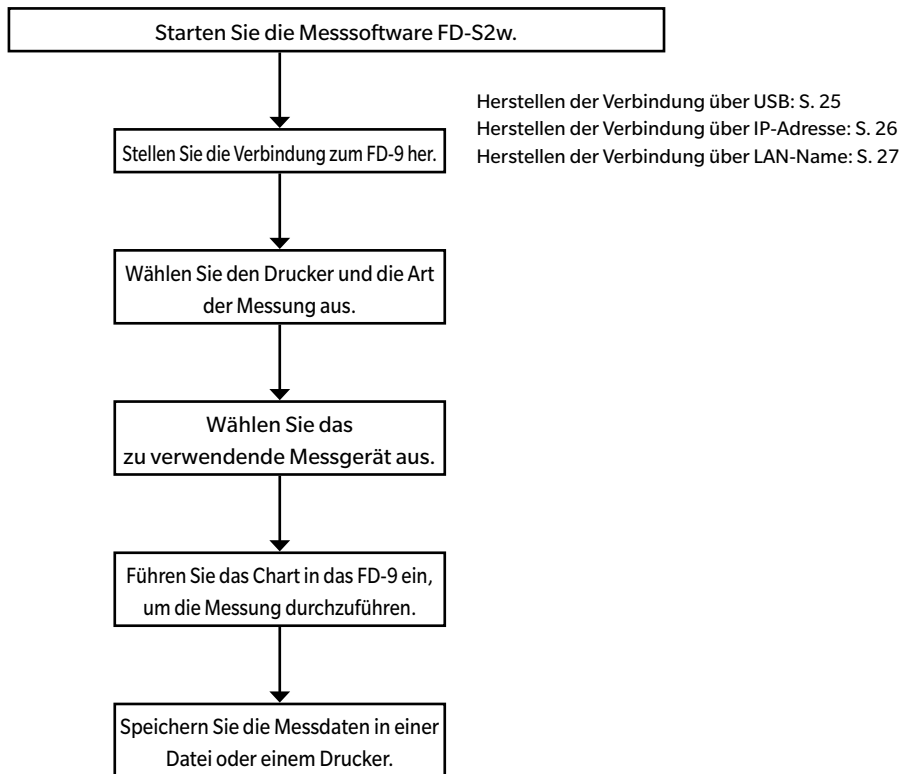 Starten Sie die Messsoftware FD-S2w.
Herstellen der Verbindung über USB: S. 25
Herstellen der Verbindung über IP-Adresse: S. 26
Stellen Sie die Verbindung zum FD-9 her.
Herstellen der Verbindung über LAN-Name: S. 27
Wählen Sie den Drucker und die Art
der Messung aus.
Wählen Sie das
zu verwendende Messgerät aus.
Führen Sie das Chart in das FD-9 ein,
um die Messung durchzuführen.
Speichern Sie die Messdaten in einer
Datei oder einem Drucker.